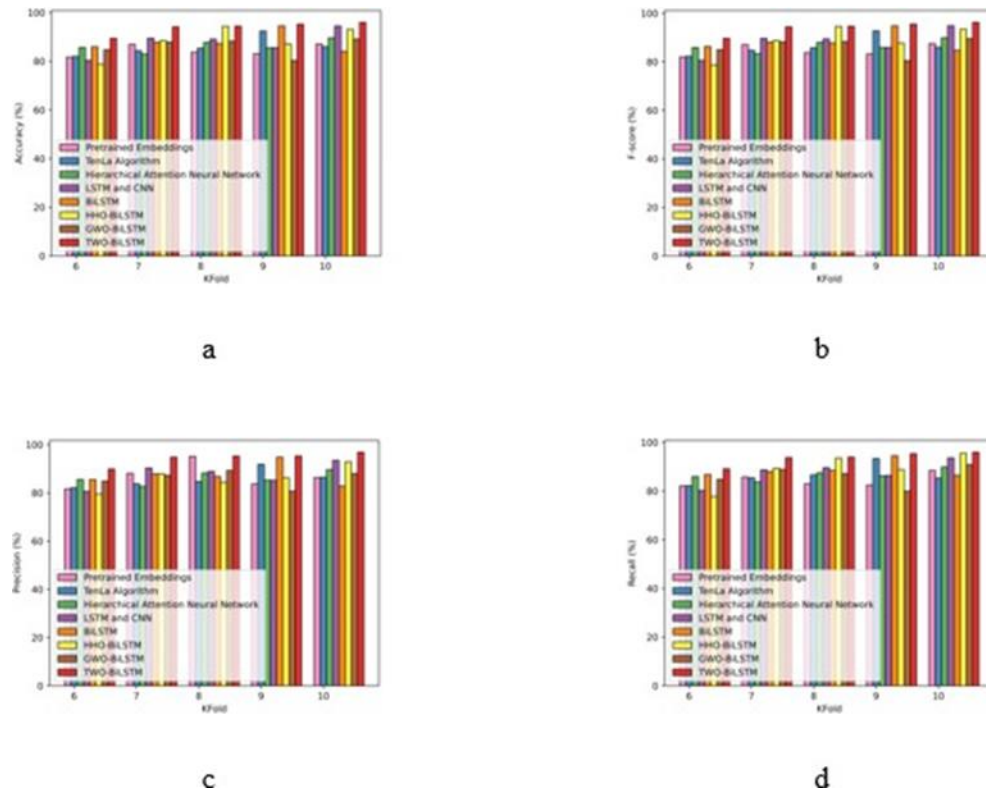 100
80
60
40
20
0
Accuracy (%)
Pretrained Embeddings
TenLa Algorithm
Hierarchical Attention Neural Network
LSTM and CNN
BiLSTM
HHO-BiLSTM
GWO-BiLSTM
TWO-BiLSTM
6 7 8 9 10
KFold
a
100
80
60
40
20
0
F-score (%)
Pretrained Embeddings
TenLa Algorithm
Hierarchical Attention Neural Network
LSTM and CNN
BiLSTM
HHO-BiLSTM
GWO-BiLSTM
TWO-BiLSTM
6 7 8 9 10
KFold
b
100
80
60
40
20
0
Precision (%)
Pretrained Embeddings
TenLa Algorithm
Hierarchical Attention Neural Network
LSTM and CNN
BiLSTM
HHO-BiLSTM
GWO-BiLSTM
TWO-BiLSTM
6 7 8 9 10
KFold
c
100
80
60
40
20
0
Recall (%)
Pretrained Embeddings
TenLa Algorithm
Hierarchical Attention Neural Network
LSTM and CNN
BiLSTM
HHO-BiLSTM
GWO-BiLSTM
TWO-BiLSTM
6 7 8 9 10
KFold
d